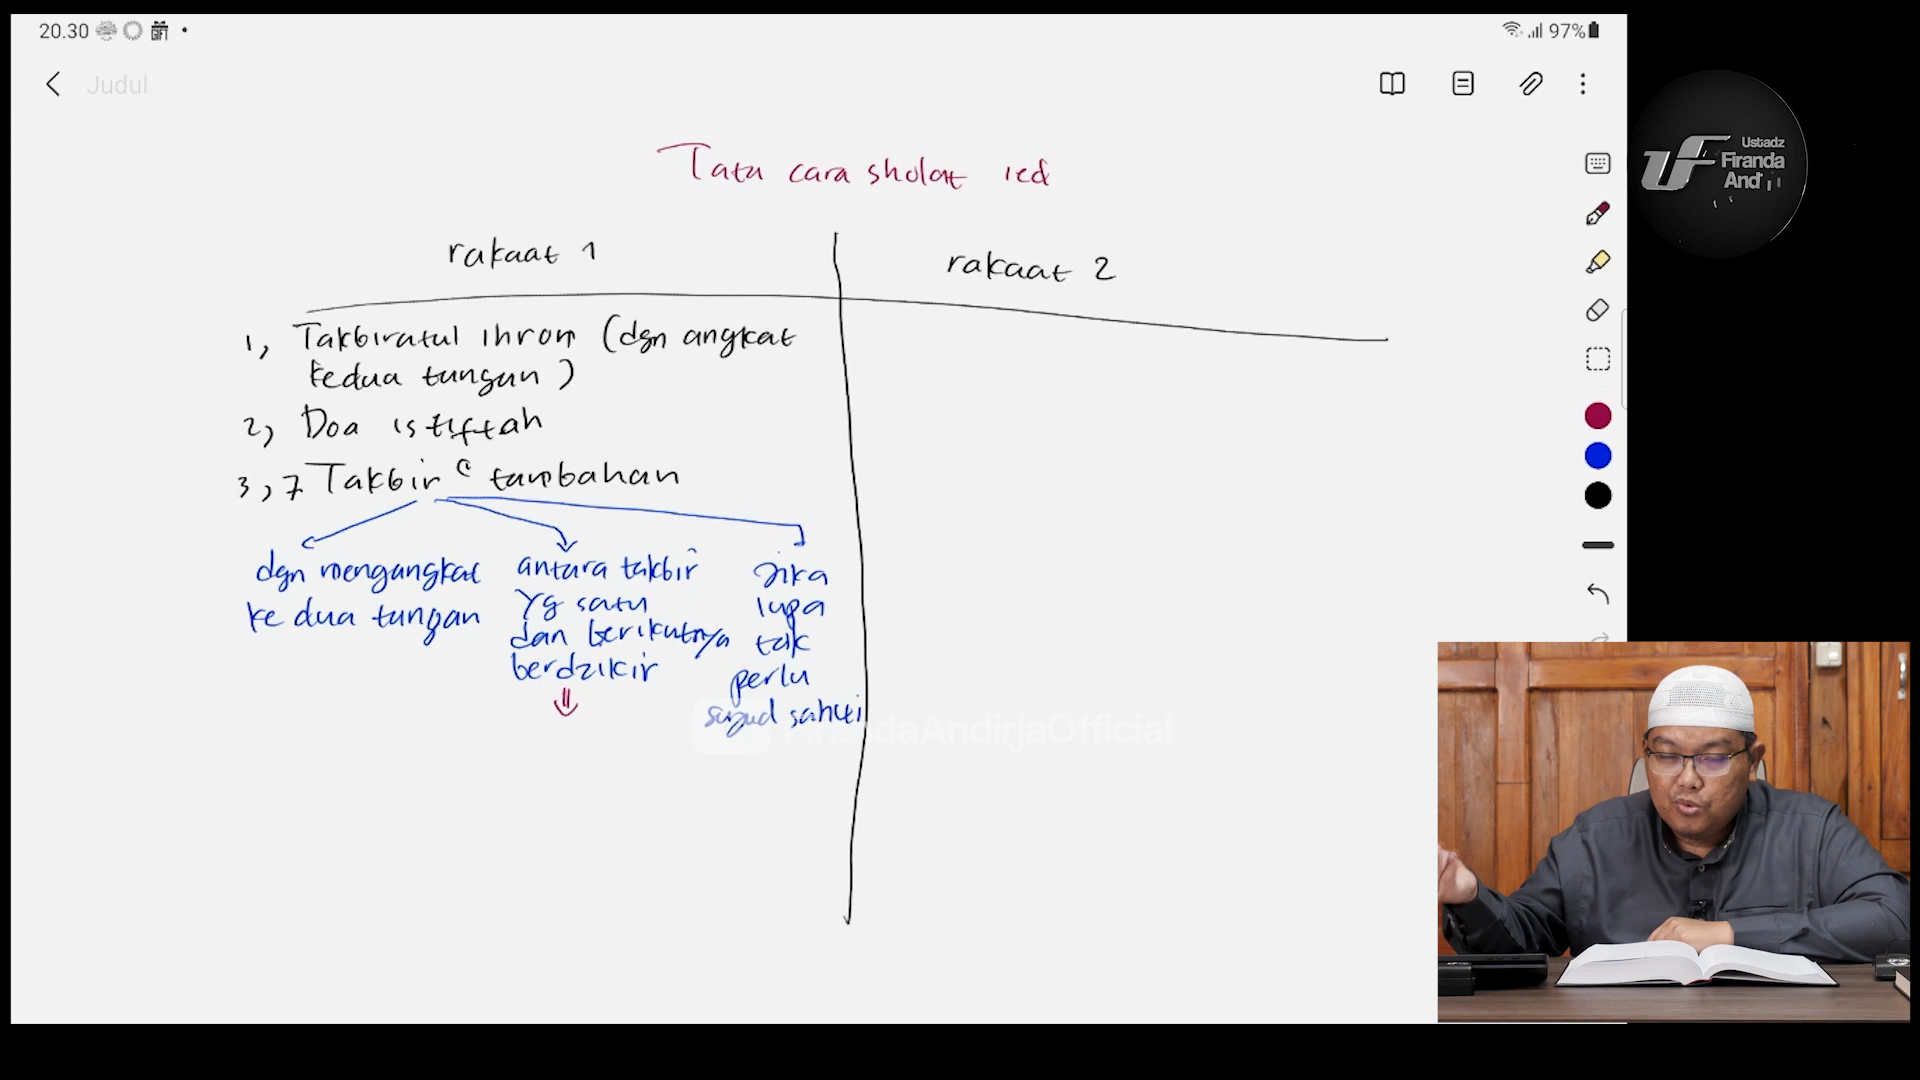 20.30
97%
Judul
Ustadz
Firanda
And
Tata cara sholat ied
rakaat 1
rakaat 2
1, Takbiratul ihrom (dgn angkat
kedua tangan)
2, Doa istiftah
3, 7 Takbir tambahan
dgn mengangkat
ke dua tangan
antara takbir
yg satu
dan berikutnya
berdzikir
jika
lupa
tak
perlu
sujud sahwi
FirandaAndirjaOfficial